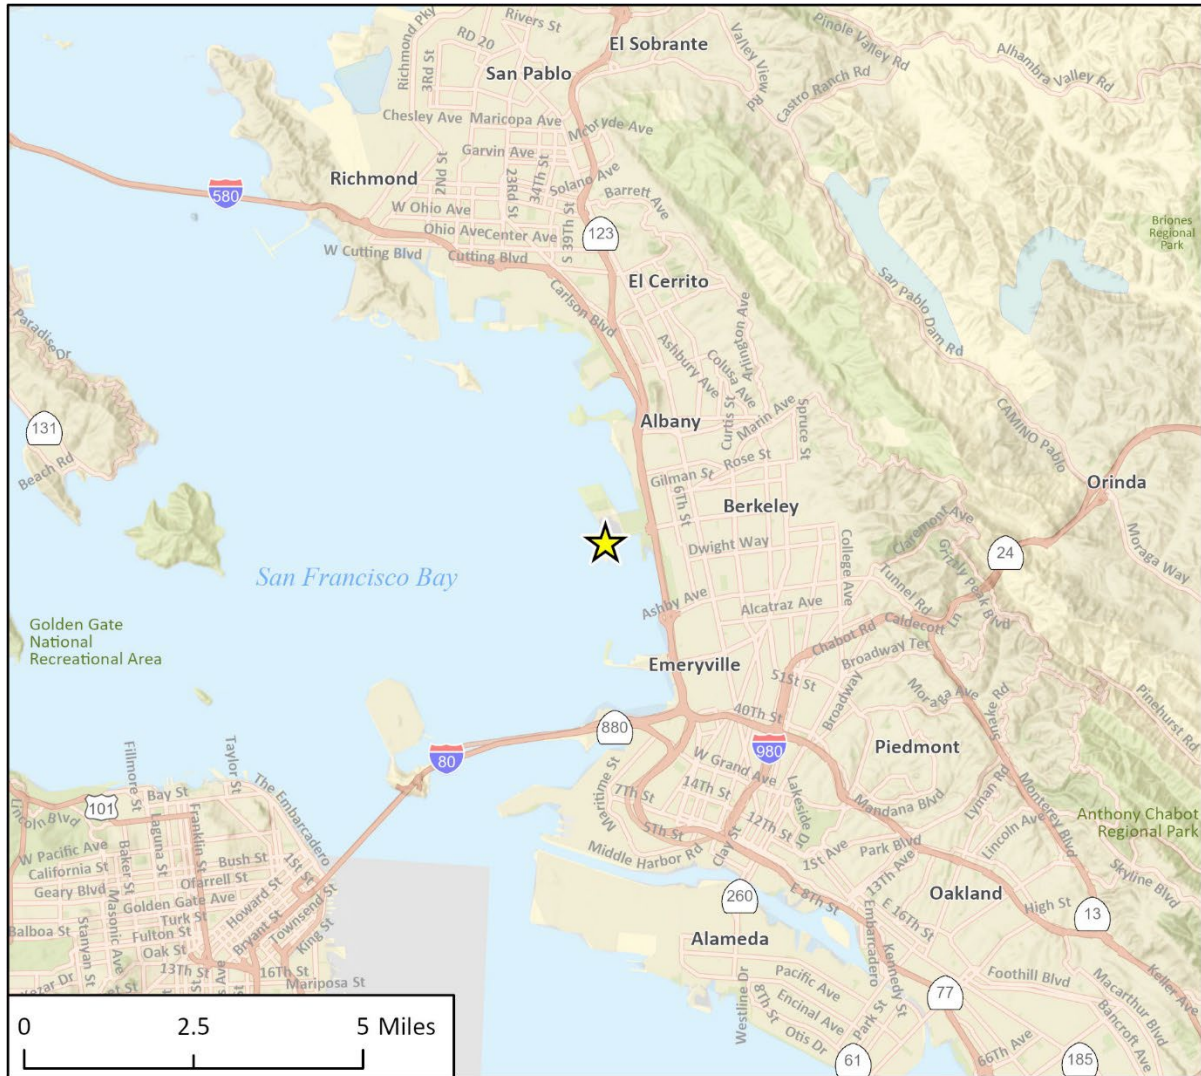 Rivers St
El Sobrante
RD 20
Richmond Pky
3Rd St
San Pablo
Valley View Rd
Pinole Valley Rd
Alhambra Valley Rd
Castro Ranch Rd
Chesley Ave
Maricopa Ave
Mcbryde Ave
Garvin Ave
34Th St
Solano Ave
Richmond
2Nd St
23Rd St
Barrett Ave
580
W Ohio Ave
Ohio Ave
Center Ave
S 39Th St
123
Briones
Regional
Park
W Cutting Blvd
Cutting Blvd
El Cerrito
San Pablo Dam Rd
Carlson Blvd
Arlington Ave
Paradise Dr
Ashbury Ave
Colusa Ave
Curtis St
Marin Ave
Spruce St
CAMINO Pablo
131
Albany
Beach Rd
Gilman St
Rose St
6Th St
Orinda
Berkeley
Claremont Ave
Moraga Way
Dwight Way
College Ave
Grizzly Peak Blvd
24
San Francisco Bay
Tunnel Rd
Ashby Ave
Alcatraz Ave
Chabot Rd
Caldecott Ln
Golden Gate
National
Recreational Area
Emeryville
Broadway Ter
51St St
Broadway
Moraga Ave
Snake Rd
Pinehurst Rd
40Th St
880
Piedmont
980
80
Fillmore St
Taylor St
The Embarcadero
Maritime St
W Grand Ave
14Th St
7Th St
Lakeside Dr
12Th St
Mandana Blvd
Lyman Rd
Monterey Blvd
Lincoln Blvd
101
Bay St
Laguna St
Franklin St
5Th St
Clay St
Middle Harbor Rd
1St Ave
Park Blvd
13Th Ave
Lincoln Ave
Anthony Chabot
Regional Park
Skyline Blvd
W Pacific Ave
California St
Geary Blvd
Baker St
Bush St
1St St
Ofarrell St
Golden Gate Ave
Howard St
Townsend St
Turk St
Balboa St
Stanyan St
Masonic Ave
Fulton St
Oak St
Bryant St
King St
13Th St
16Th St
Mariposa St
260
E 8Th St
E 16Th St
Oakland
High St
13
Alameda
Embarcadero
Kennedy St
Keller Ave
Pacific Ave
Encinal Ave
Foothill Blvd
Macarthur Blvd
Westline Dr
8Th St
Otis Dr
Park St
77
Bancroft Ave
66Th Ave
61
185
0 2.5 5 Miles